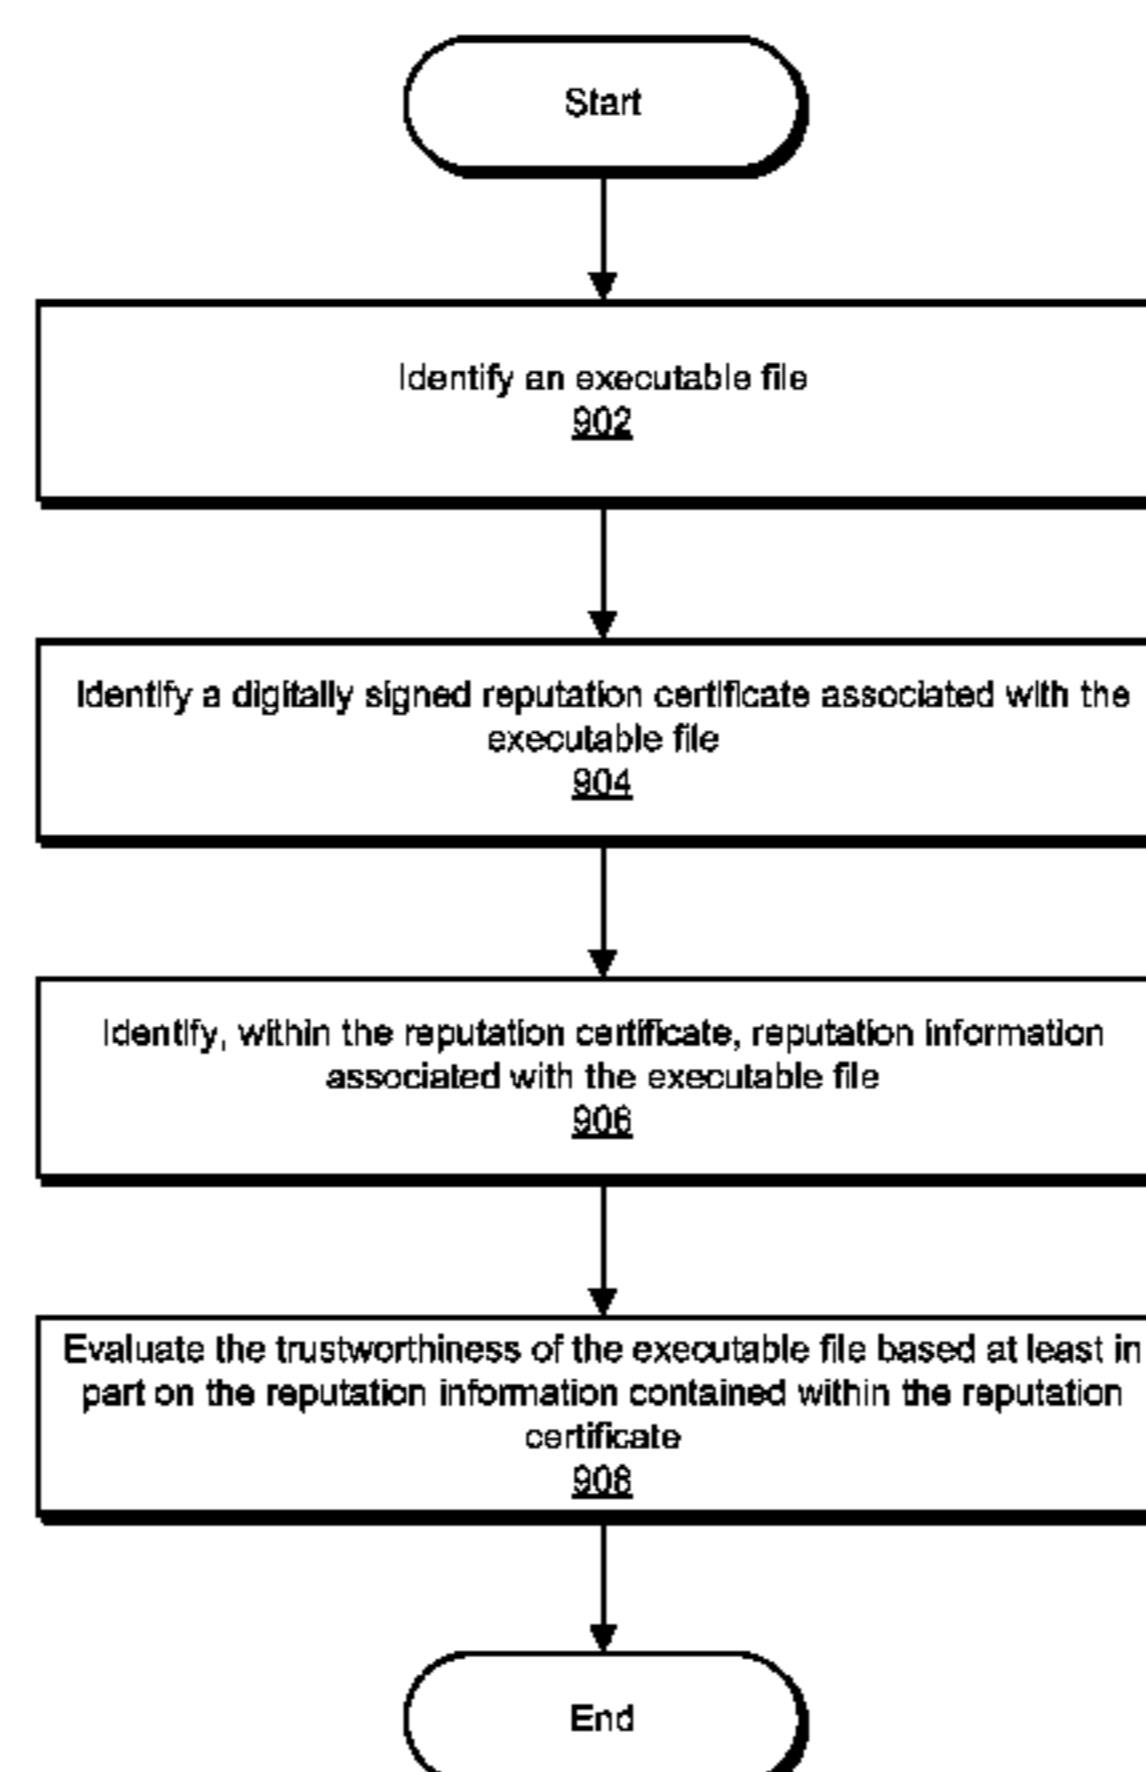 Start
Identify an executable file
902
Identify a digitally signed reputation certificate associated with the
executable file
904
Identify, within the reputation certificate, reputation information
associated with the executable file
906
Evaluate the trustworthiness of the executable file based at least in
part on the reputation information contained within the reputation
certificate
908
End